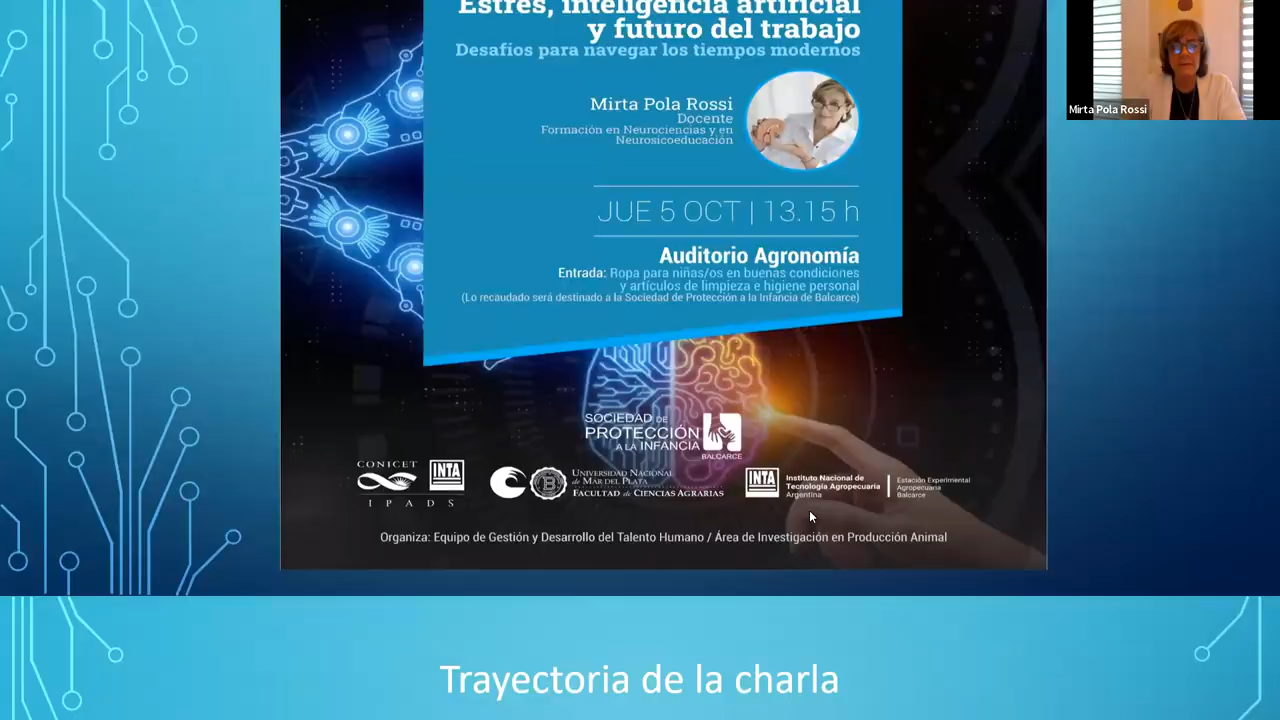 Estrés, inteligencia artificial
y futuro del trabajo
Desafíos para navegar los tiempos modernos
Mirta Pola Rossi
Docente
Formación en Neurociencias y en
Neurosicoeducación
JUE 5 OCT | 13.15 h
Auditorio Agronomía
Entrada: Ropa para niñas/os en buenas condiciones
y artículos de limpieza e higiene personal
(Lo recaudado será destinado a la Sociedad de Protección a la Infancia de Balcarce)
Mirta Pola Rossi
SOCIEDAD DE
PROTECCIÓN
A LA INFANCIA
BALCARCE
CONICET
INTA
I P A D S
UNIVERSIDAD NACIONAL
de MAR DEL PLATA
FACULTAD de CIENCIAS AGRARIAS
INTA
Instituto Nacional de
Tecnología Agropecuaria
Argentina
Estación Experimental
Agropecuaria
Balcarce
Organiza: Equipo de Gestión y Desarrollo del Talento Humano / Área de Investigación en Producción Animal
Trayectoria de la charla